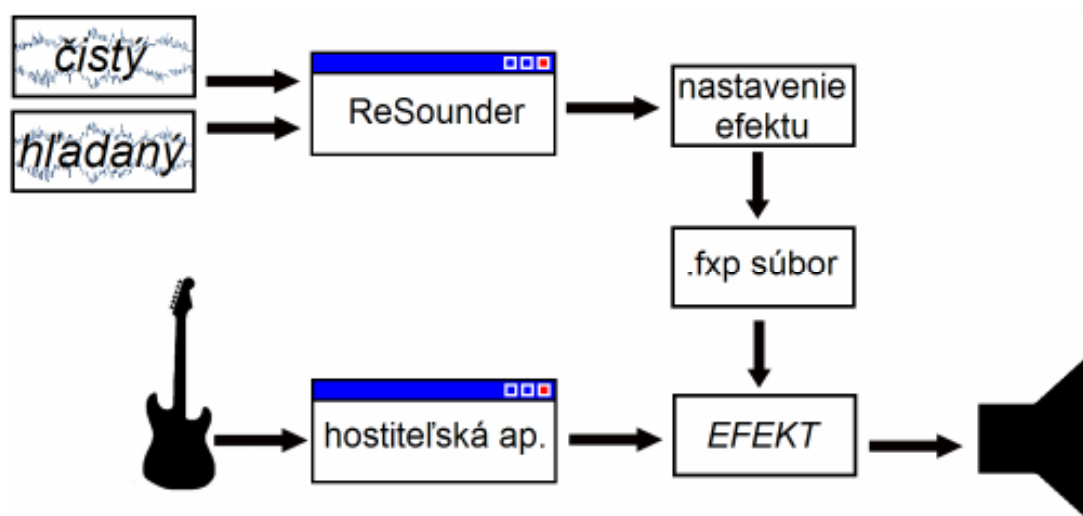 čistý
hľadaný
ReSounder
nastavenie
efektu
.fxp súbor
hostiteľská ap.
EFEKT